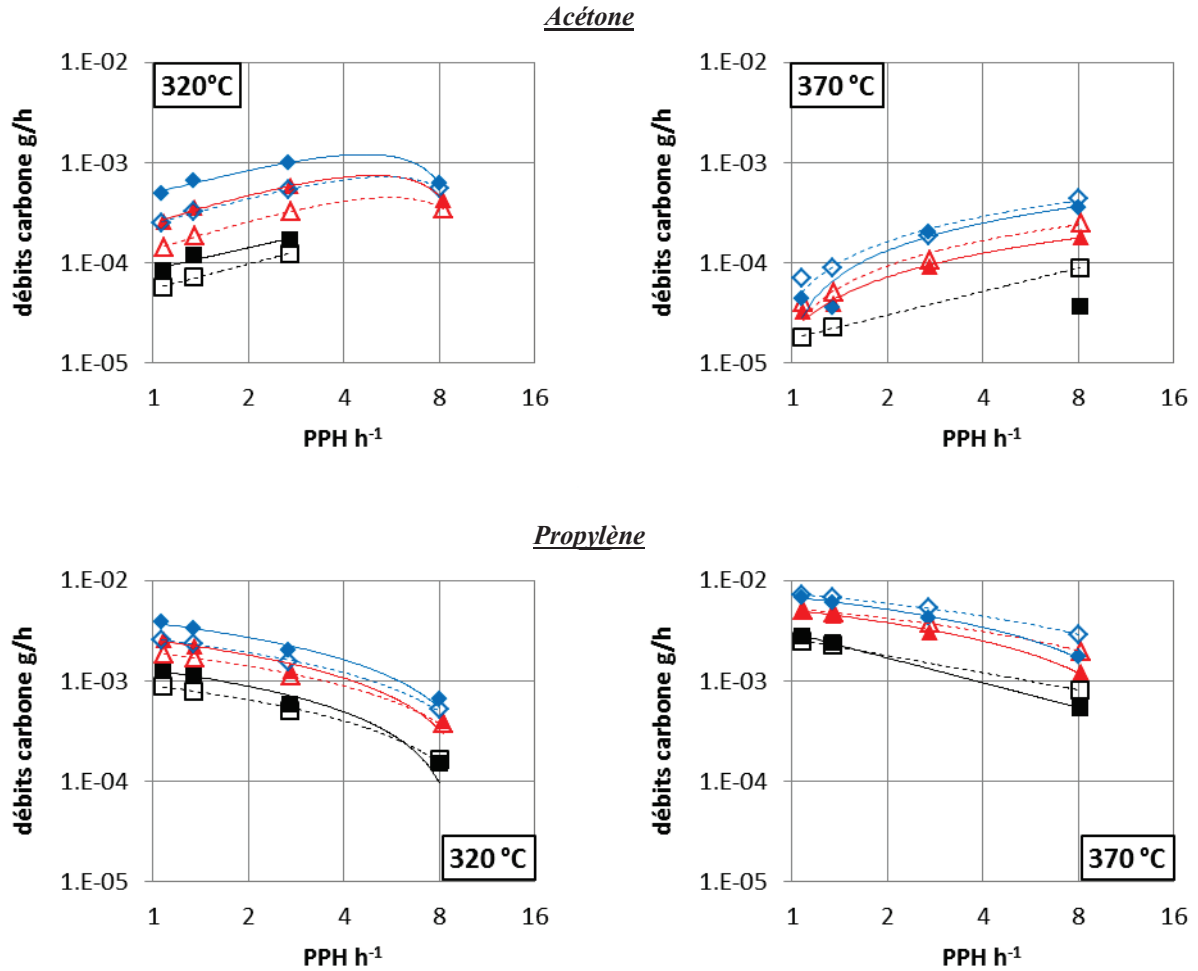 Acétone
320°C
débits carbone g/h
1.E-02
1.E-03
1.E-04
1.E-05
1 2 4 8 16
PPH h-1
370 °C
débits carbone g/h
1.E-02
1.E-03
1.E-04
1.E-05
1 2 4 8 16
PPH h-1
Propylène
débits carbone g/h
1.E-02
1.E-03
1.E-04
1.E-05
320 °C
1 2 4 8 16
PPH h-1
débits carbone g/h
1.E-02
1.E-03
1.E-04
1.E-05
370 °C
1 2 4 8 16
PPH h-1